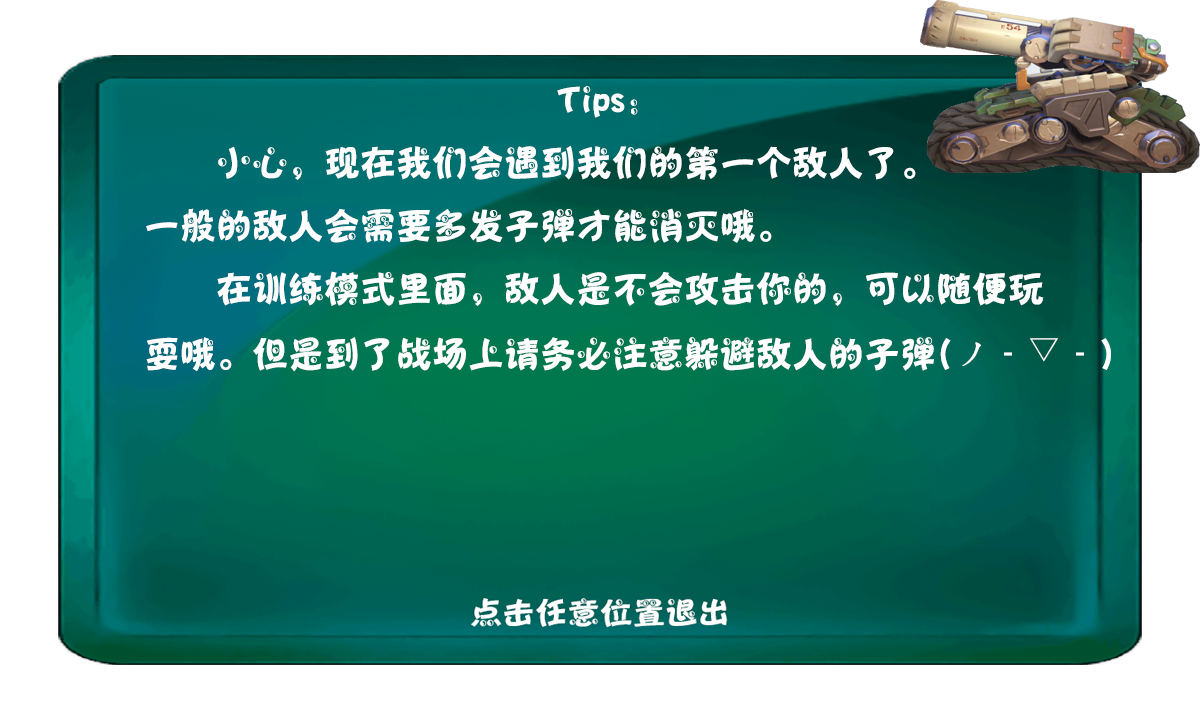 Tips:
小心，现在我们会遇到我们的第一个敌人了。
一般的敌人会需要多发子弹才能消灭哦。
在训练模式里面，敌人是不会攻击你的，可以随便玩
耍哦。但是到了战场上请务必注意躲避敌人的子弹(ノ－▽－)
点击任意位置退出
54